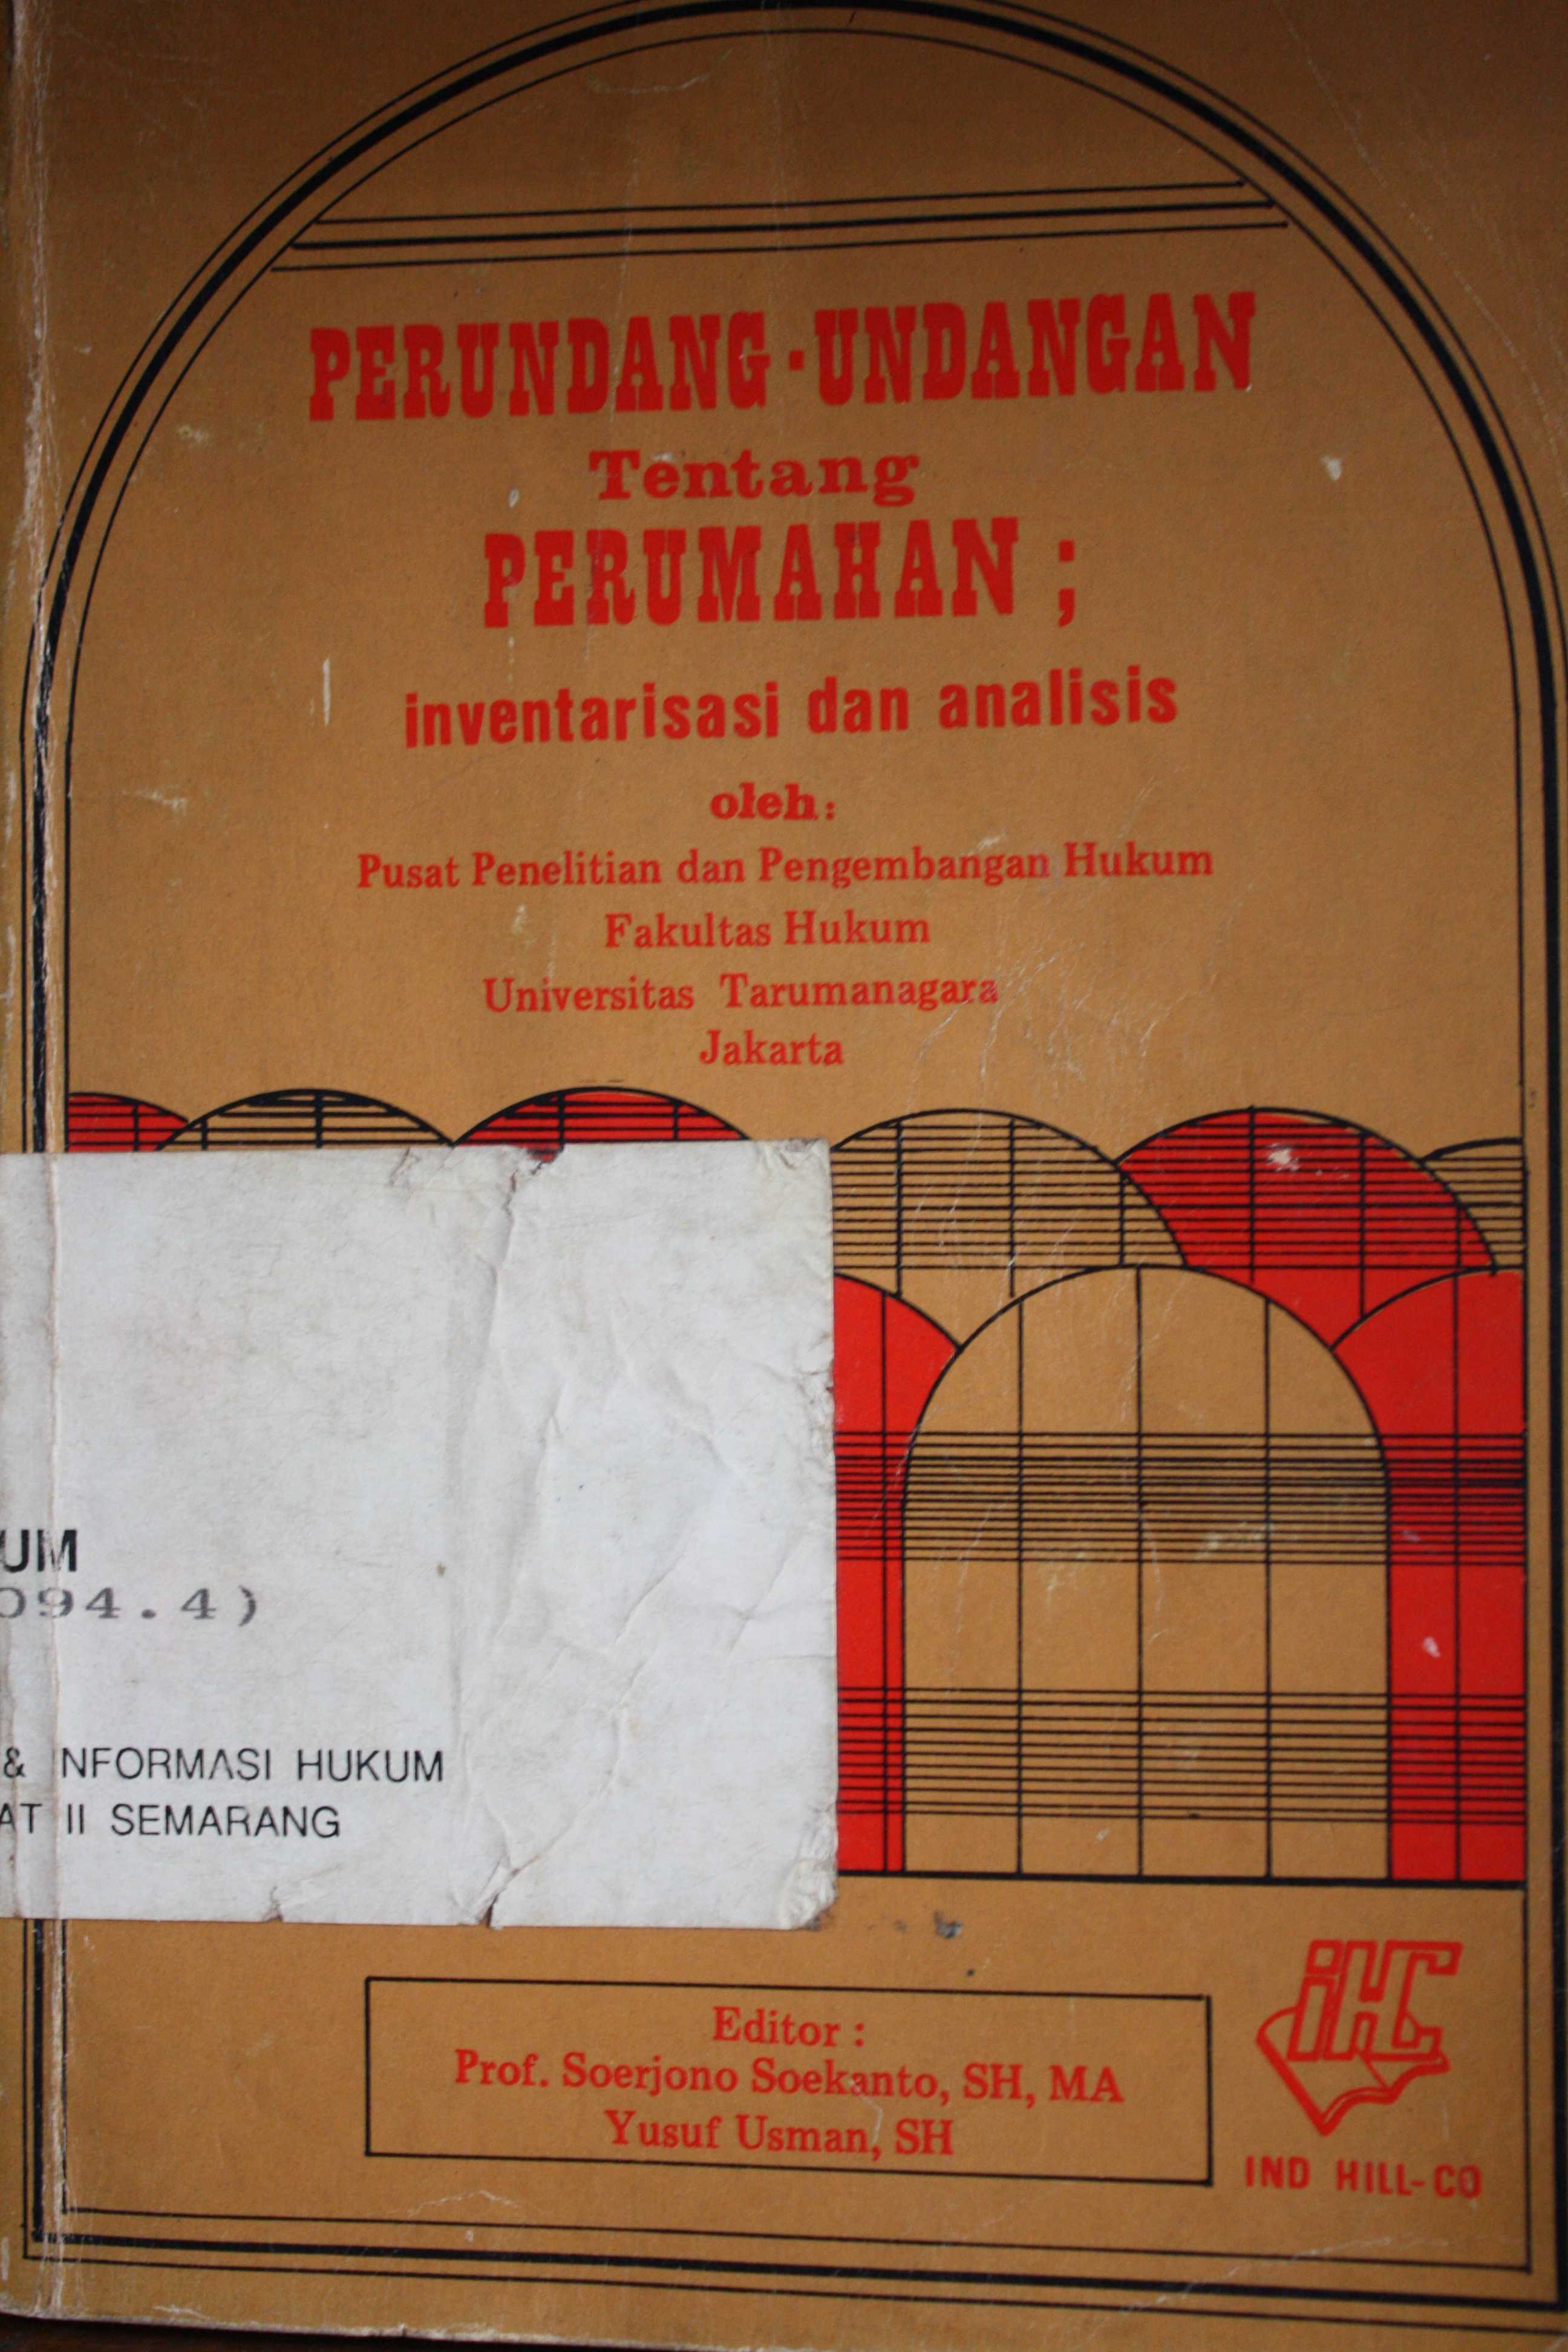 PERUNDANG-UNDANGAN
Tentang
PERUMAHAN ;
inventarisasi dan analisis
oleh:
Pusat Penelitian dan Pengembangan Hukum
Fakultas Hukum
Universitas Tarumanagara
Jakarta
UM
094.4)
& INFORMASI HUKUM
AT II SEMARANG
Editor :
Prof. Soerjono Soekanto, SH, MA
Yusuf Usman, SH
iHC
IND HILL-CO